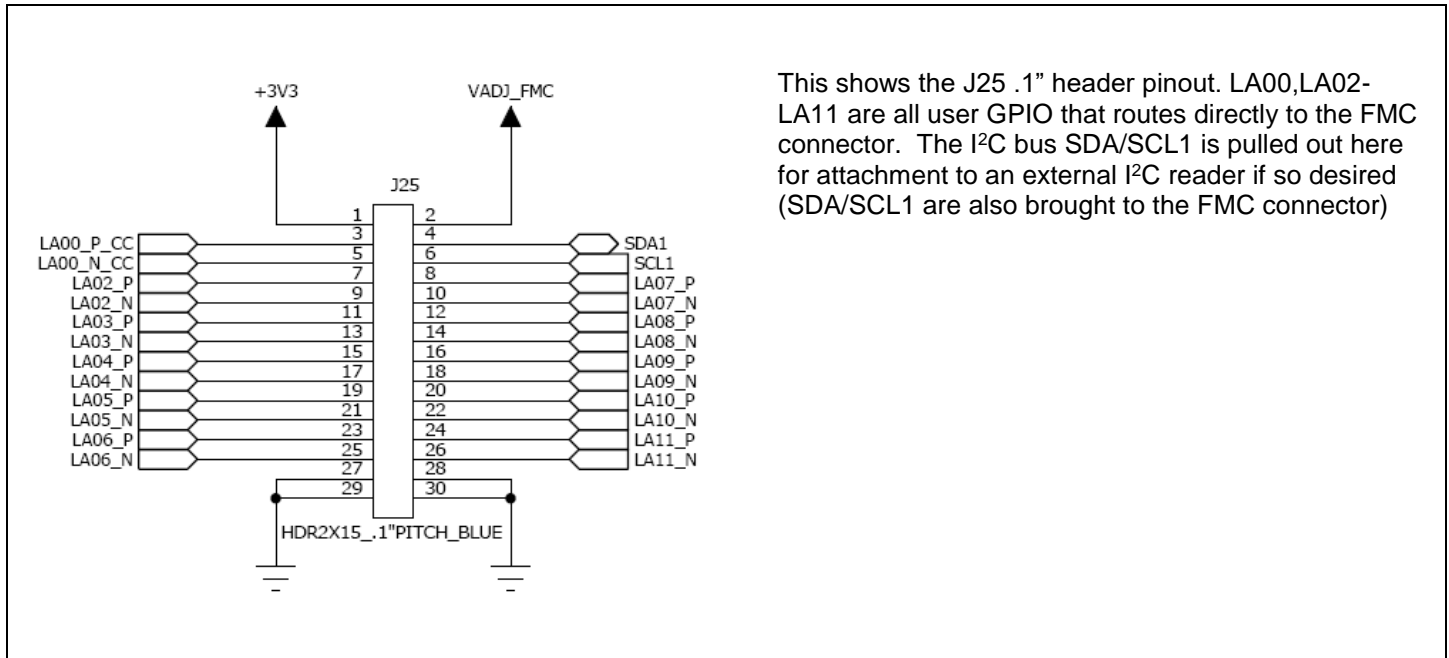 This shows the J25 .1” header pinout. LA00,LA02-
LA11 are all user GPIO that routes directly to the FMC
connector. The I²C bus SDA/SCL1 is pulled out here
for attachment to an external I²C reader if so desired
(SDA/SCL1 are also brought to the FMC connector)
+3V3 VADJ_FMC
J25
1 2
3 4
LA00_P_CC SDA1
5 6
LA00_N_CC SCL1
7 8
LA02_P LA07_P
9 10
LA02_N LA07_N
11 12
LA03_P LA08_P
13 14
LA03_N LA08_N
15 16
LA04_P LA09_P
17 18
LA04_N LA09_N
19 20
LA05_P LA10_P
21 22
LA05_N LA10_N
23 24
LA06_P LA11_P
25 26
LA06_N LA11_N
27 28
29 30
HDR2X15_.1"PITCH_BLUE